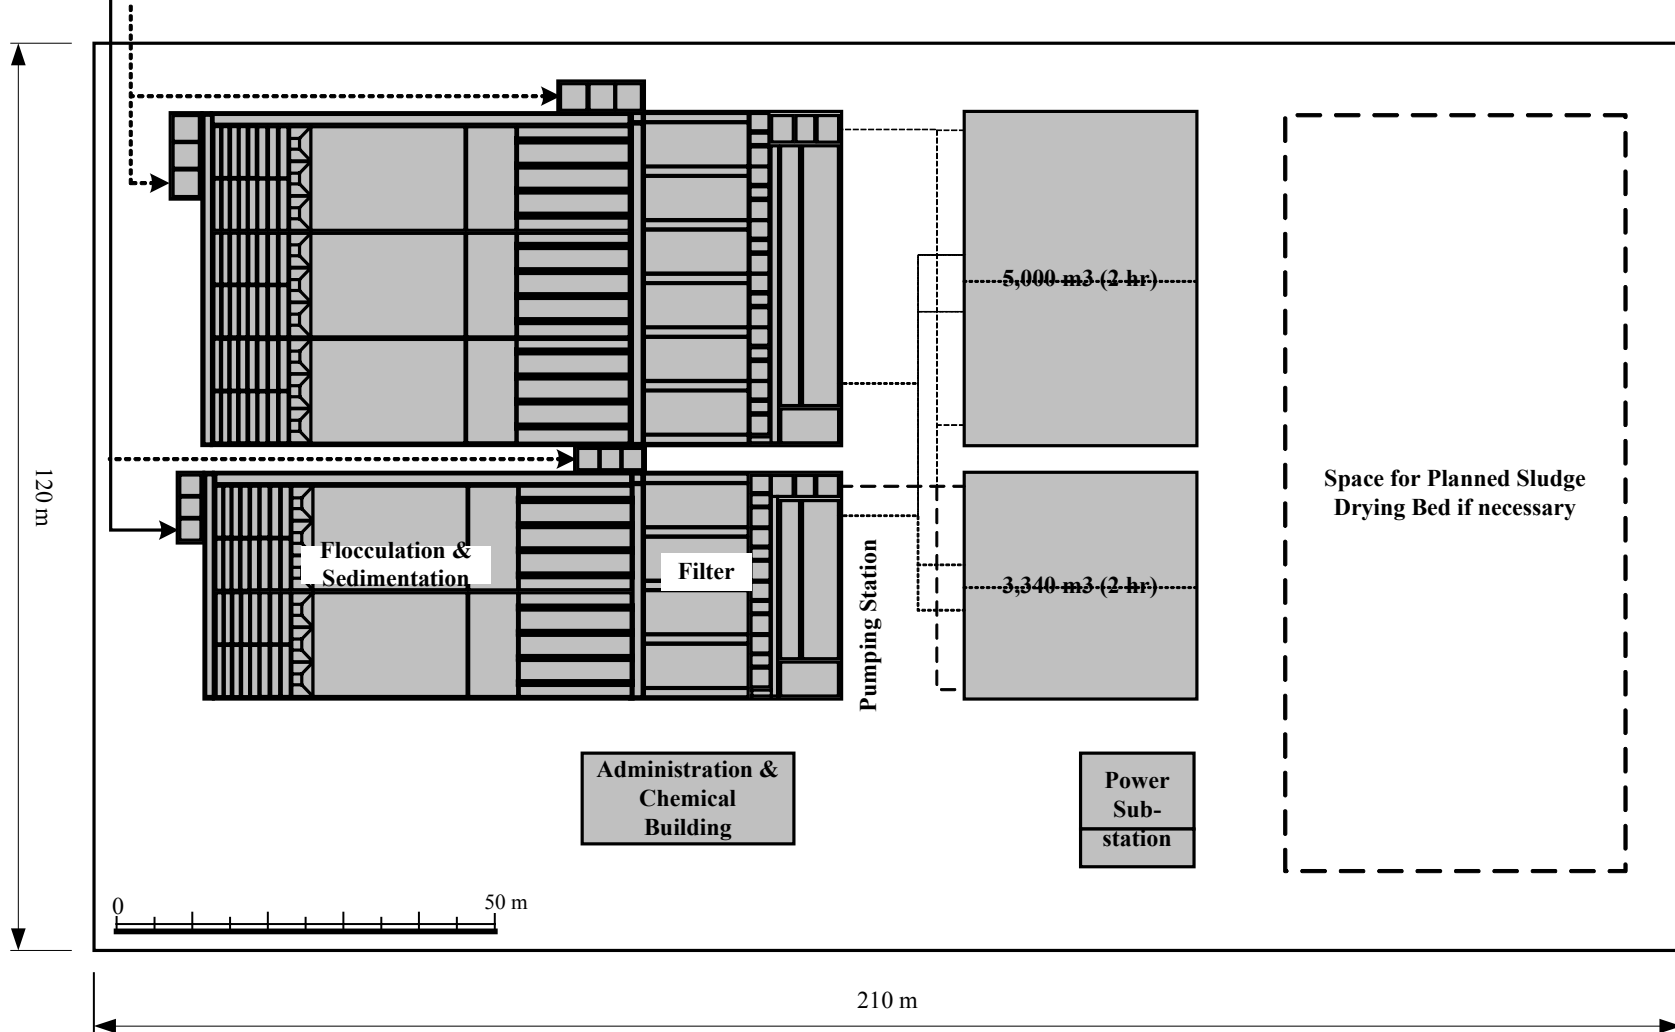 5,000 m3 (2 hr)
120 m
Space for Planned Sludge
Drying Bed if necessary
Flocculation &
Sedimentation
Filter
Pumping Station
3,340 m3 (2 hr)
Administration &
Chemical
Building
Power
Sub-
station
0
50 m
210 m